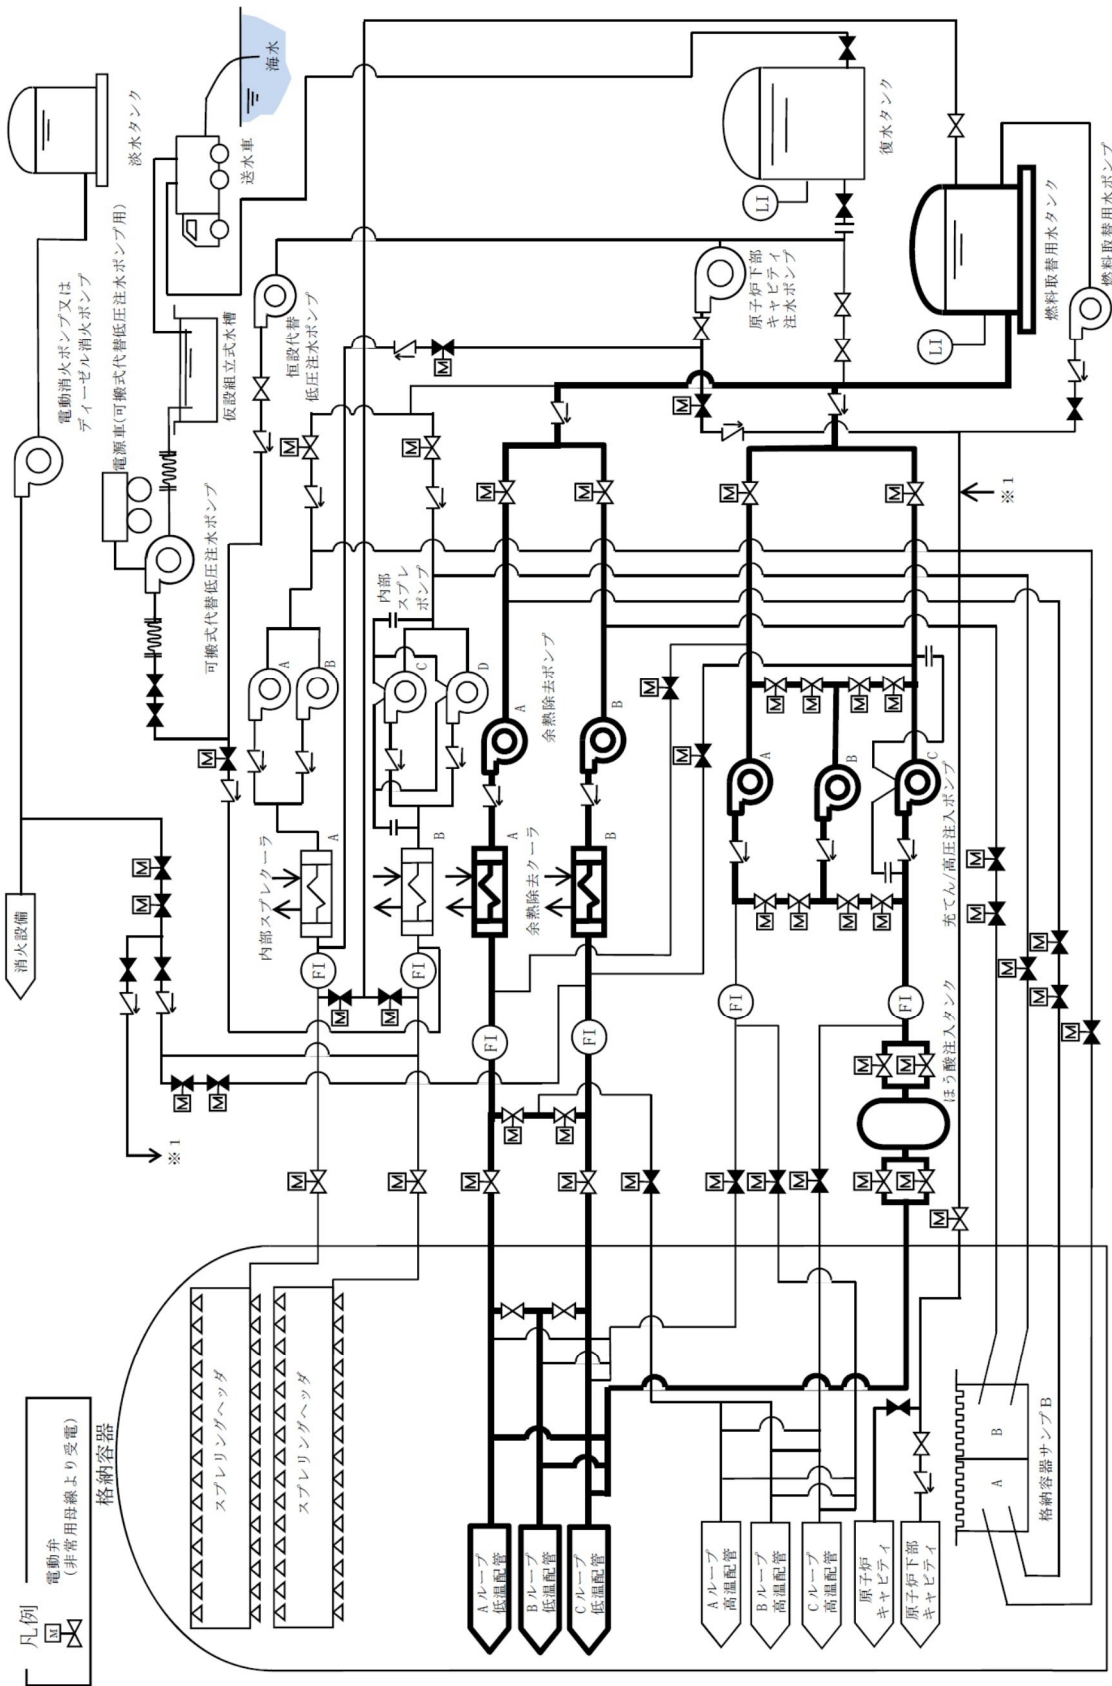 凡例
M
電動弁
(非常用母線より受電)
格納容器
スプレリングヘッダ
スプレリングヘッダ
Aループ
低温配管
Bループ
低温配管
Cループ
低温配管
Aループ
高温配管
Bループ
高温配管
Cループ
高温配管
原子炉
キャビティ
原子炉下部
キャビティ
格納容器サンプB
A
B
消火設備
※1
内部スプレクーラ
A
B
FI
FI
余熱除去クーラ
A
B
FI
FI
FI
FI
ほう酸注入タンク
電動消火ポンプ又は
ディーゼル消火ポンプ
淡水タンク
電源車(可搬式代替低圧注水ポンプ用)
可搬式代替低圧注水ポンプ
仮設組立式水槽
送水車
海水
恒設代替
低圧注水ポンプ
内部
スプレ
ポンプ
A
B
C
D
余熱除去ポンプ
A
B
充てん/高圧注入ポンプ
A
B
C
原子炉下部
キャビティ
注水ポンプ
復水タンク
LI
燃料取替用水タンク
LI
燃料取替用水ポンプ
※1